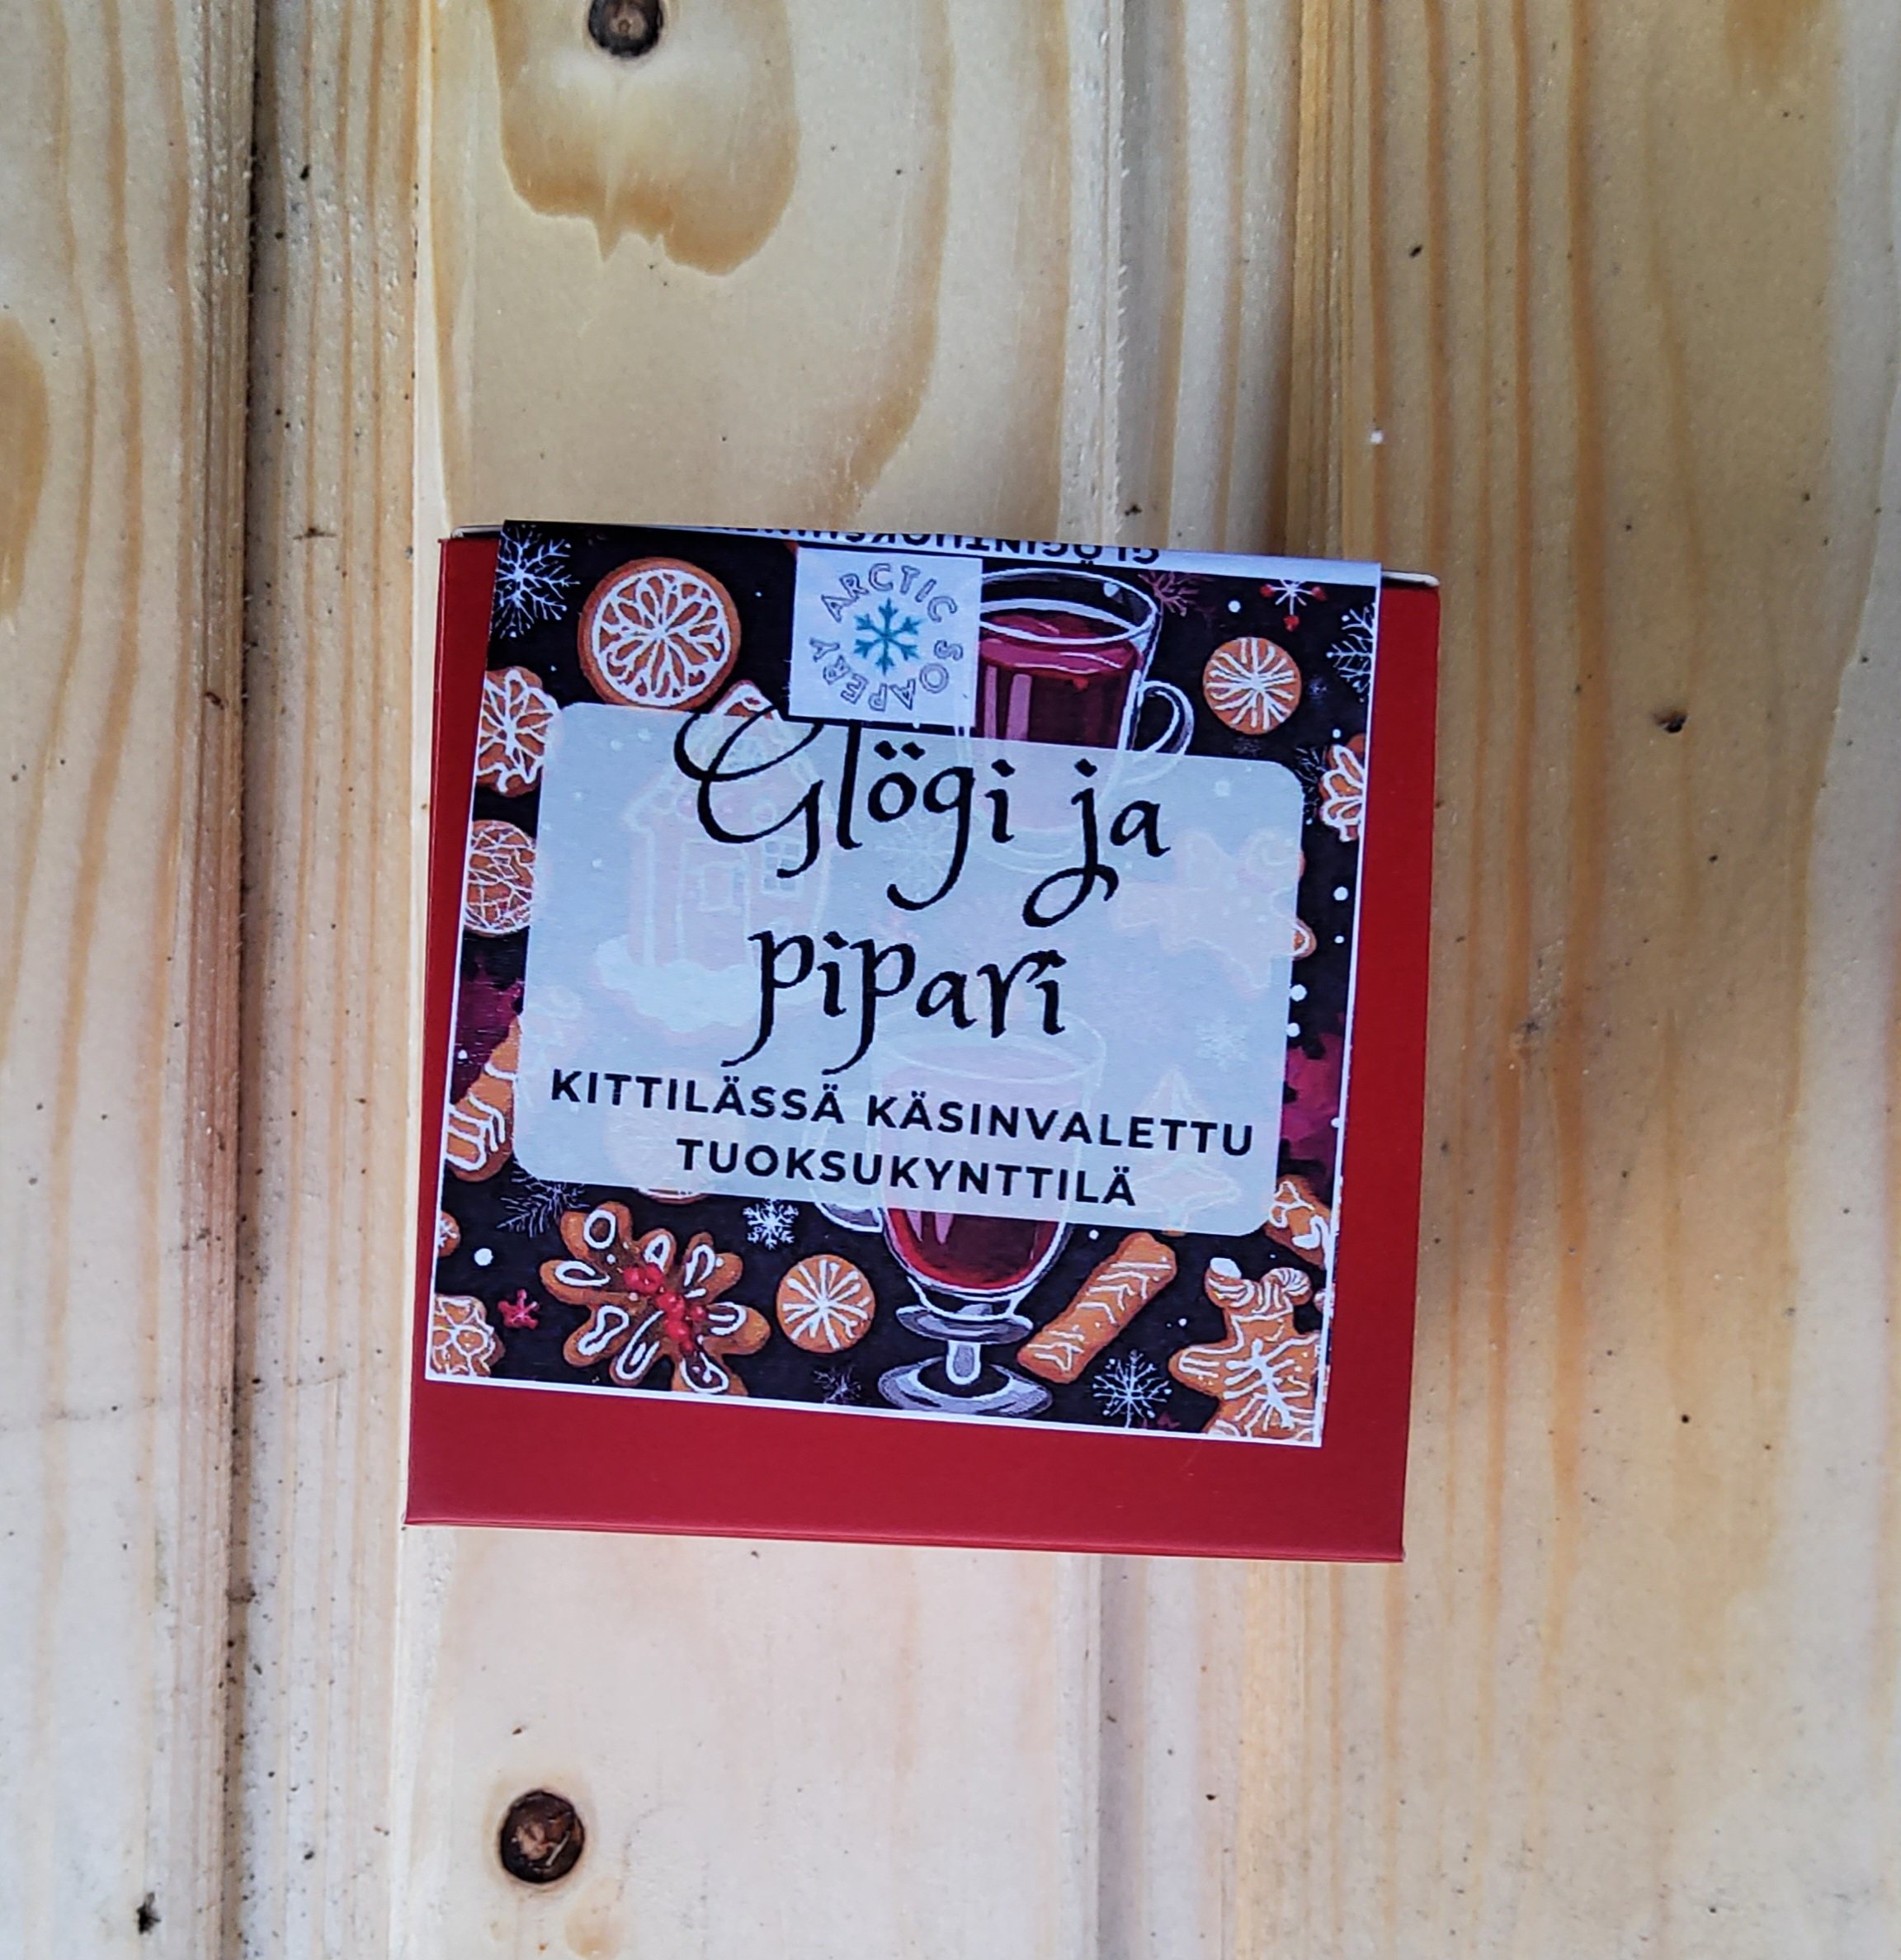 ARCTIC SOAPERY
Glögi ja
pipari
KITTILÄSSÄ KÄSINVALETTU
TUOKSUKYNTTILÄ